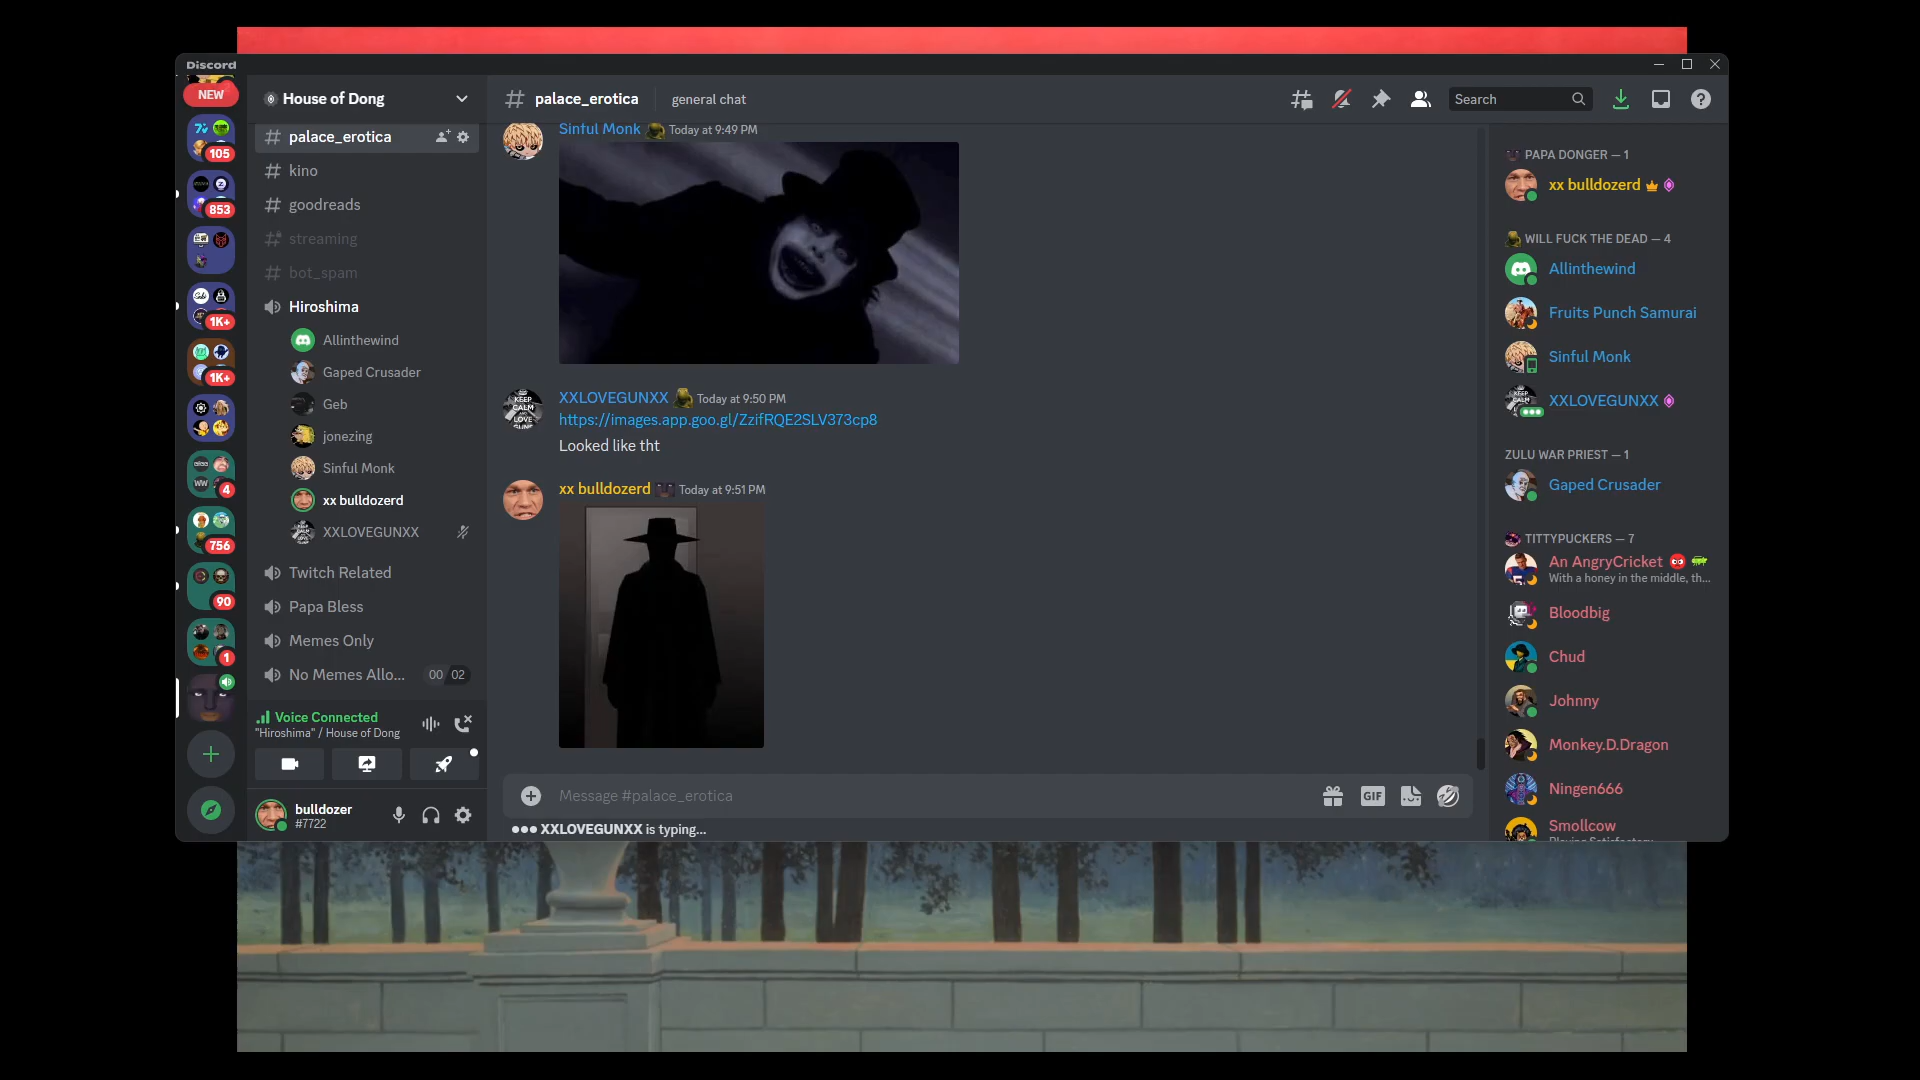 Discord
NEW
105
853
1K+
1K+
4
756
90
1
House of Dong
palace_erotica
kino
goodreads
streaming
bot_spam
Hiroshima
Allinthewind
Gaped Crusader
Geb
jonezing
Sinful Monk
xx bulldozerd
XXLOVEGUNXX
Twitch Related
Papa Bless
Memes Only
No Memes Allo... 00 02
Voice Connected
"Hiroshima" / House of Dong
bulldozer
#7722
palace_erotica general chat
Search
Sinful Monk Today at 9:49 PM
XXLOVEGUNXX Today at 9:50 PM
https://images.app.goo.gl/ZzifRQE2SLV373cp8
Looked like tht
KEEP
CALM
AND
LOVE
xx bulldozerd Today at 9:51 PM
Message #palace_erotica
GIF
XXLOVEGUNXX is typing...
PAPA DONGER — 1
xx bulldozerd
WILL FUCK THE DEAD — 4
Allinthewind
Fruits Punch Samurai
Sinful Monk
XXLOVEGUNXX
ZULU WAR PRIEST — 1
Gaped Crusader
TITTYPUCKERS — 7
An AngryCricket
With a honey in the middle, th...
Bloodbig
Chud
Johnny
Monkey.D.Dragon
Ningen666
Smollcow
Playing Satisfactory